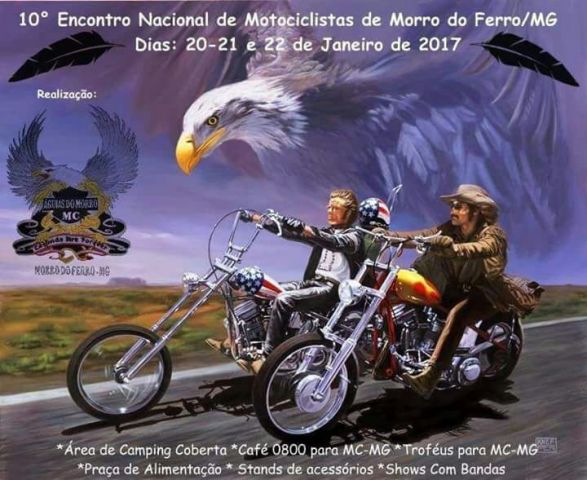 10° Encontro Nacional de Motociclistas de Morro do Ferro/MG
Dias: 20-21 e 22 de Janeiro de 2017
Realização:
ÁGUIAS DO MORRO
MC
MORRO DO FERRO-MG
*Área de Camping Coberta *Café 0800 para MC-MG *Troféus para MC-MG
*Praça de Alimentação * Stands de acessórios *Shows Com Bandas